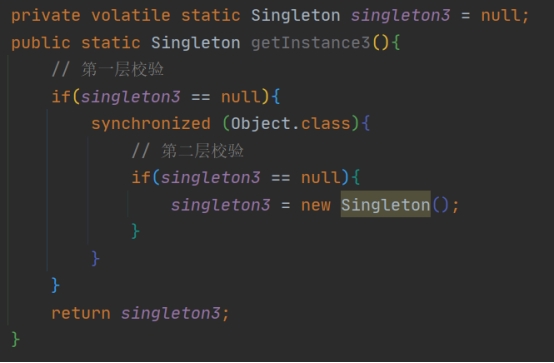 private volatile static Singleton singleton3 = null;
public static Singleton getInstance3(){
    // 第一层校验
    if(singleton3 == null){
        synchronized (Object.class){
            // 第二层校验
            if(singleton3 == null){
                singleton3 = new Singleton();
            }
        }
    }
    return singleton3;
}